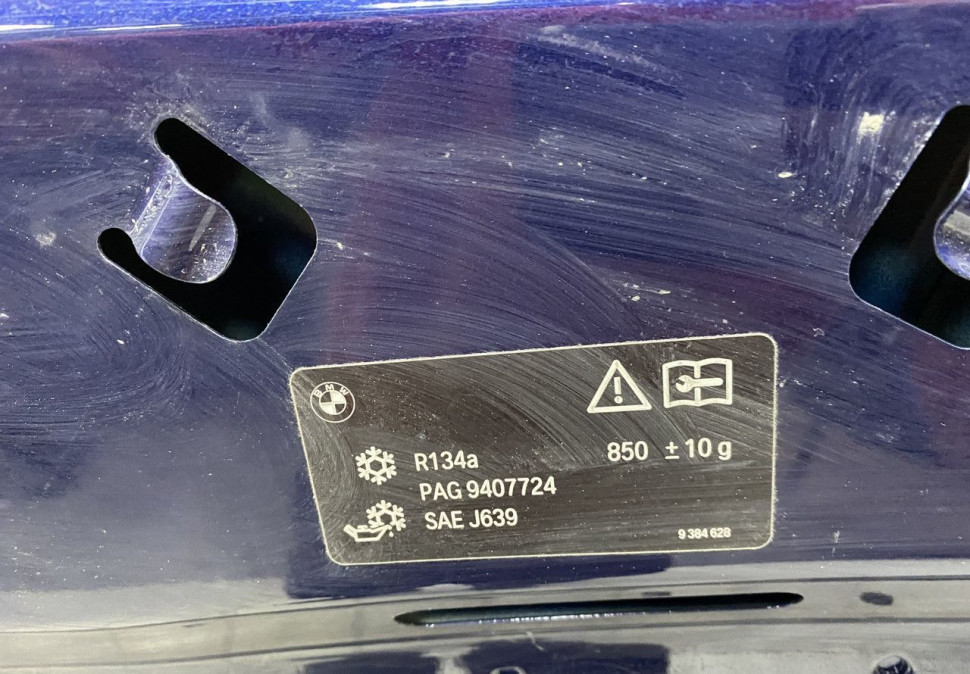 BMW
R134a 850 ± 10 g
PAG 9407724
SAE J639
9 384 628